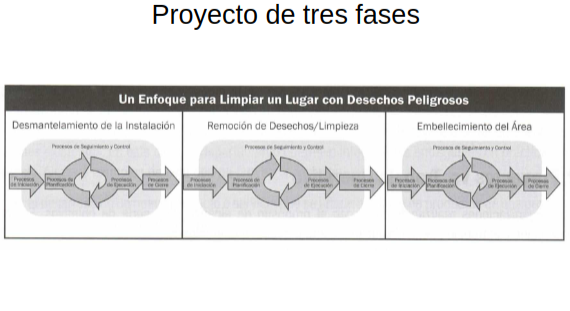 Proyecto de tres fases
Un Enfoque para Limpiar un Lugar con Desechos Peligrosos
Desmantelamiento de la Instalación
Procesos de Seguimiento y Control
Procesos
de Iniciación
Procesos de
Planificación
Procesos
de Ejecución
Procesos
de Cierre
Remoción de Desechos/Limpieza
Procesos de Seguimiento y Control
Procesos
de Iniciación
Procesos de
Planificación
Procesos
de Ejecución
Procesos
de Cierre
Embellecimiento del Área
Procesos de Seguimiento y Control
Procesos
de Iniciación
Procesos de
Planificación
Procesos
de Ejecución
Procesos
de Cierre